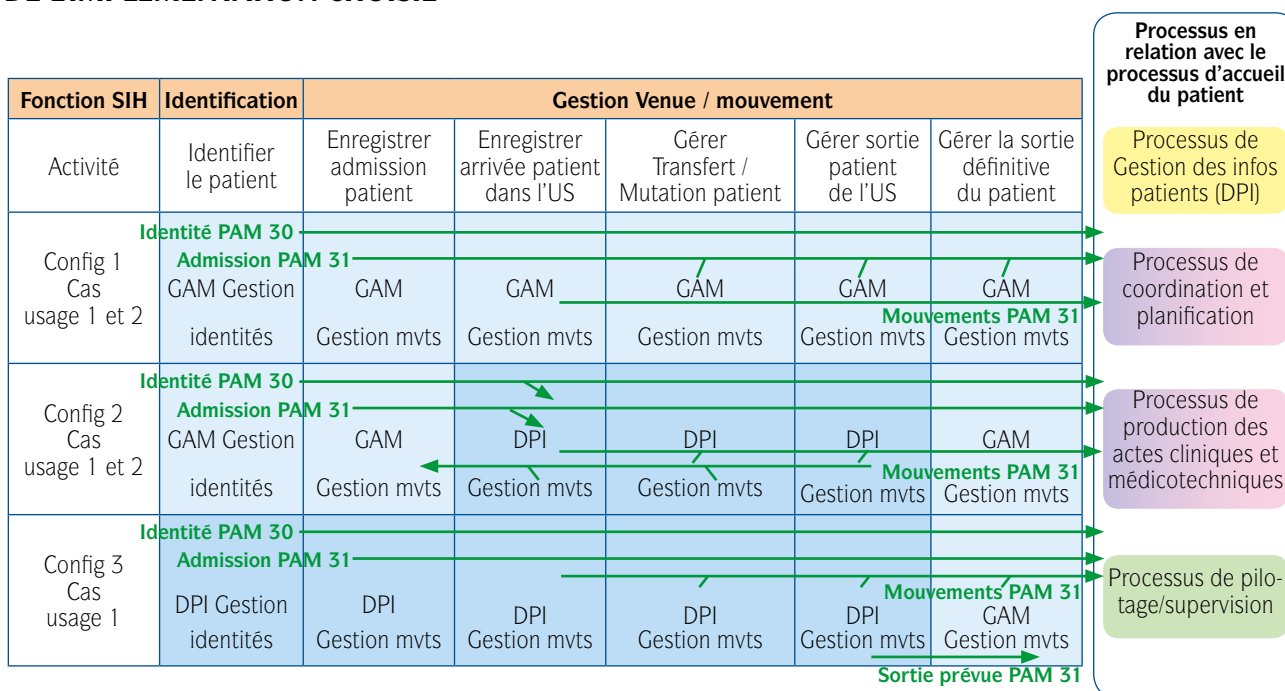 Processus en
relation avec le
processus d'accueil
du patient
Fonction SIH
Identification
Gestion Venue / mouvement
Activité
Identifier
le patient
Enregistrer
admission
patient
Enregistrer
arrivée patient
dans l'US
Gérer
Transfert /
Mutation patient
Gérer sortie
patient
de l'US
Gérer la sortie
définitive
du patient
Processus de
Gestion des infos
patients (DPI)
Config 1
Cas
usage 1 et 2
Identité PAM 30
Admission PAM 31
GAM Gestion
identités
GAM
Gestion mvts
GAM
Gestion mvts
GAM
Gestion mvts
GAM
Gestion mvts
GAM
Gestion mvts
Mouvements PAM 31
Processus de
coordination et
planification
Config 2
Cas
usage 1 et 2
Identité PAM 30
Admission PAM 31
GAM Gestion
identités
GAM
Gestion mvts
DPI
Gestion mvts
DPI
Gestion mvts
DPI
Gestion mvts
GAM
Gestion mvts
Mouvements PAM 31
Processus de
production des
actes cliniques et
médicotechniques
Config 3
Cas
usage 1
Identité PAM 30
Admission PAM 31
DPI Gestion
identités
DPI
Gestion mvts
DPI
Gestion mvts
DPI
Gestion mvts
DPI
Gestion mvts
GAM
Gestion mvts
Mouvements PAM 31
Sortie prévue PAM 31
Processus de pilo-
tage/supervision